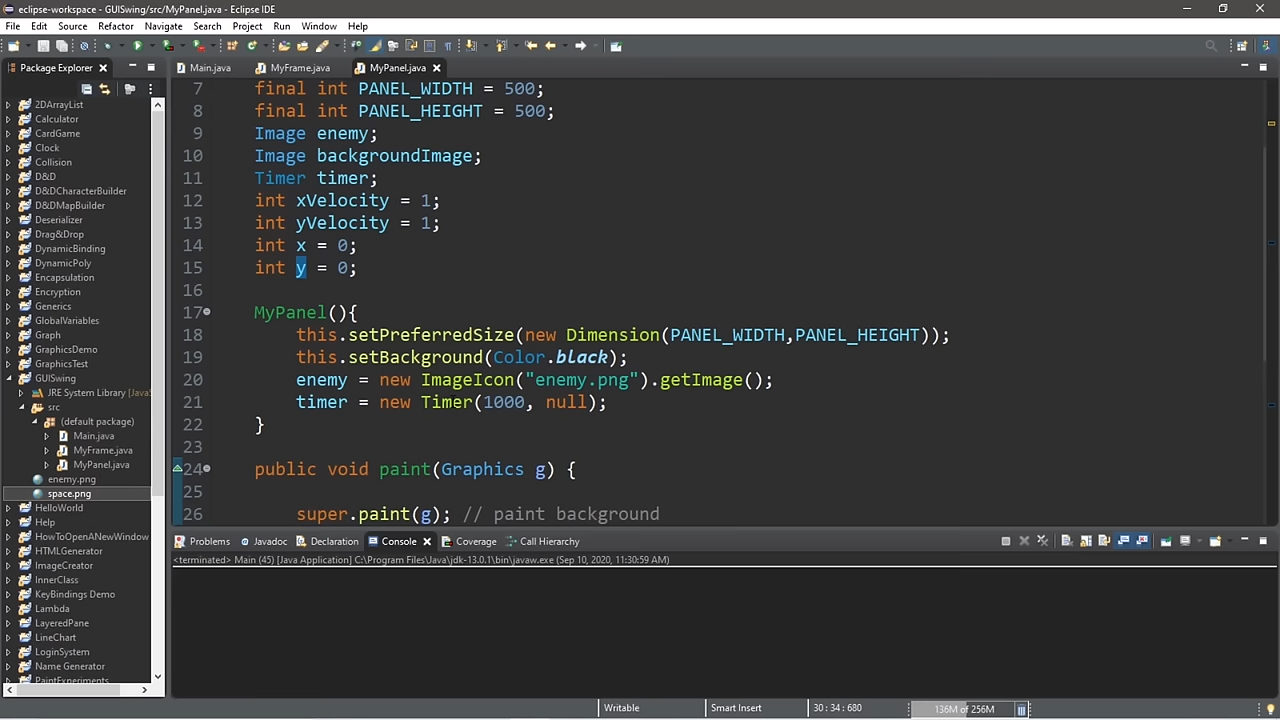 eclipse-workspace - GUISwing/src/MyPanel.java - Eclipse IDE
File Edit Source Refactor Navigate Search Project Run Window Help
Package Explorer
Main.java MyFrame.java MyPanel.java
2DArrayList
Calculator
CardGame
Clock
Collision
D&D
D&DCharacterBuilder
D&DMapBuilder
Deserializer
Drag&Drop
DynamicBinding
DynamicPoly
Encapsulation
Encryption
Generics
GlobalVariables
Graph
GraphicsDemo
GraphicsTest
GUISwing
JRE System Library [JavaS
src
(default package)
Main.java
MyFrame.java
MyPanel.java
enemy.png
space.png
HelloWorld
Help
HowToOpenANewWindow
HTMLGenerator
ImageCreator
InnerClass
KeyBindings Demo
Lambda
LayeredPane
LineChart
LoginSystem
Name Generator
PaintExperiments
7 final int PANEL_WIDTH = 500;
8 final int PANEL_HEIGHT = 500;
9 Image enemy;
10 Image backgroundImage;
11 Timer timer;
12 int xVelocity = 1;
13 int yVelocity = 1;
14 int x = 0;
15 int y = 0;
16
17 MyPanel(){
18 this.setPreferredSize(new Dimension(PANEL_WIDTH,PANEL_HEIGHT));
19 this.setBackground(Color.black);
20 enemy = new ImageIcon("enemy.png").getImage();
21 timer = new Timer(1000, null);
22 }
23
24 public void paint(Graphics g) {
25
26 super.paint(g); // paint background
Problems Javadoc Declaration Console Coverage Call Hierarchy
<terminated> Main (45) [Java Application] C:\Program Files\Java\jdk-13.0.1\bin\javaw.exe (Sep 10, 2020, 11:30:59 AM)
Writable Smart Insert 30 : 34 : 680 136M of 256M